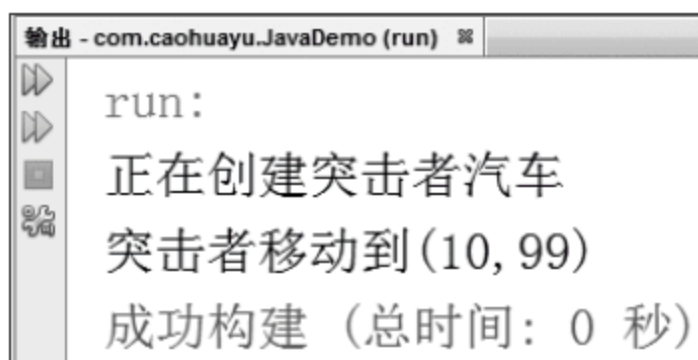 输出 - com.caohuayu.JavaDemo (run)
run:
正在创建突击者汽车
突击者移动到(10,99)
成功构建 (总时间: 0 秒)